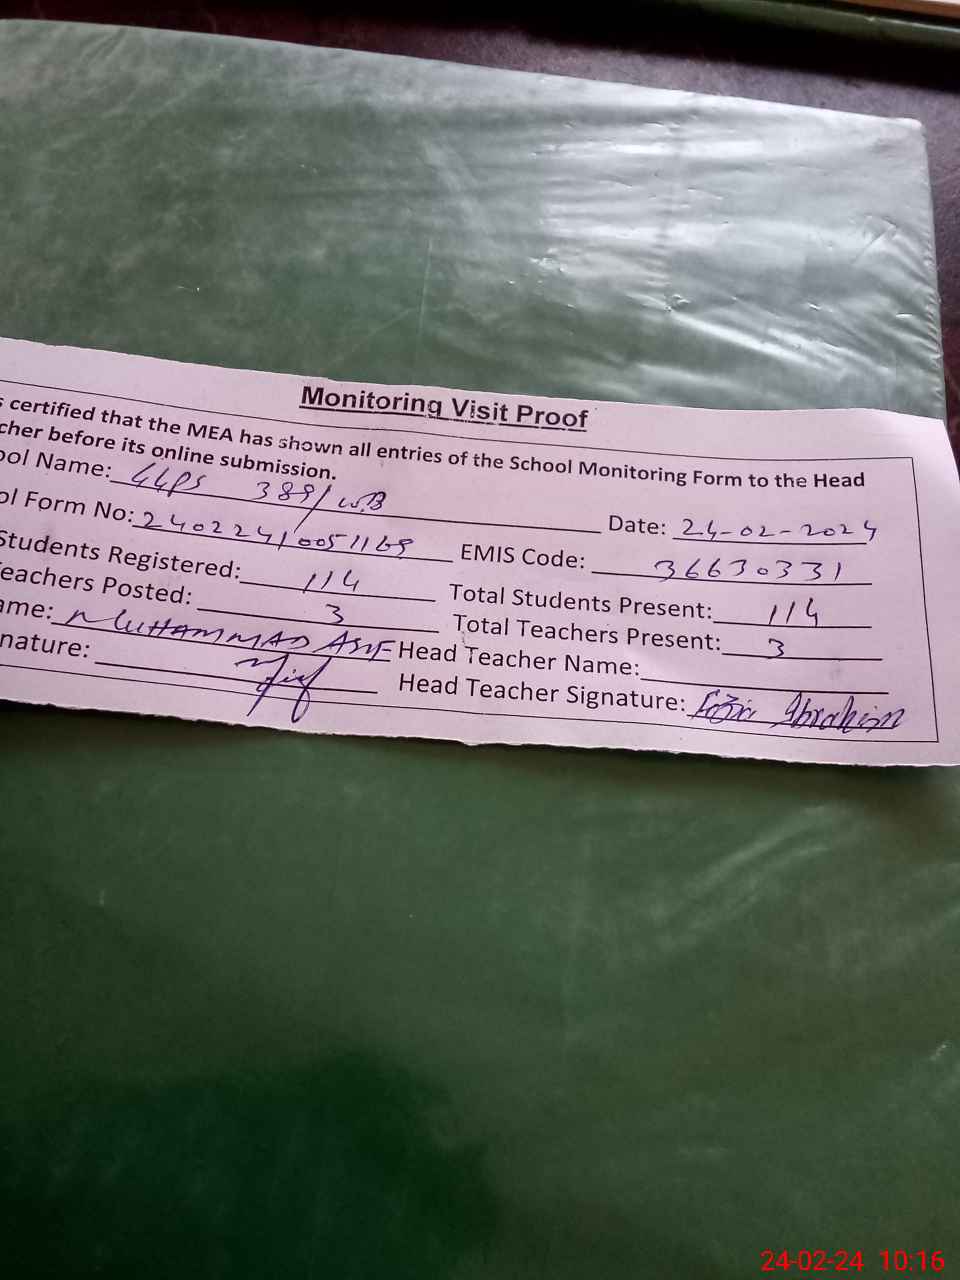 Monitoring Visit Proof
s certified that the MEA has shown all entries of the School Monitoring Form to the Head
cher before its online submission.
ool Name: GGPS 389/W.B Date: 24-02-2024
ol Form No: EMIS Code: 36630331
Students Registered: 114 Total Students Present: 114
eachers Posted: 3 Total Teachers Present: 3
ame: MUHAMMAD ASIF Head Teacher Name:
nature: Head Teacher Signature: Fozia Ibrahim
24-02-24 10:16